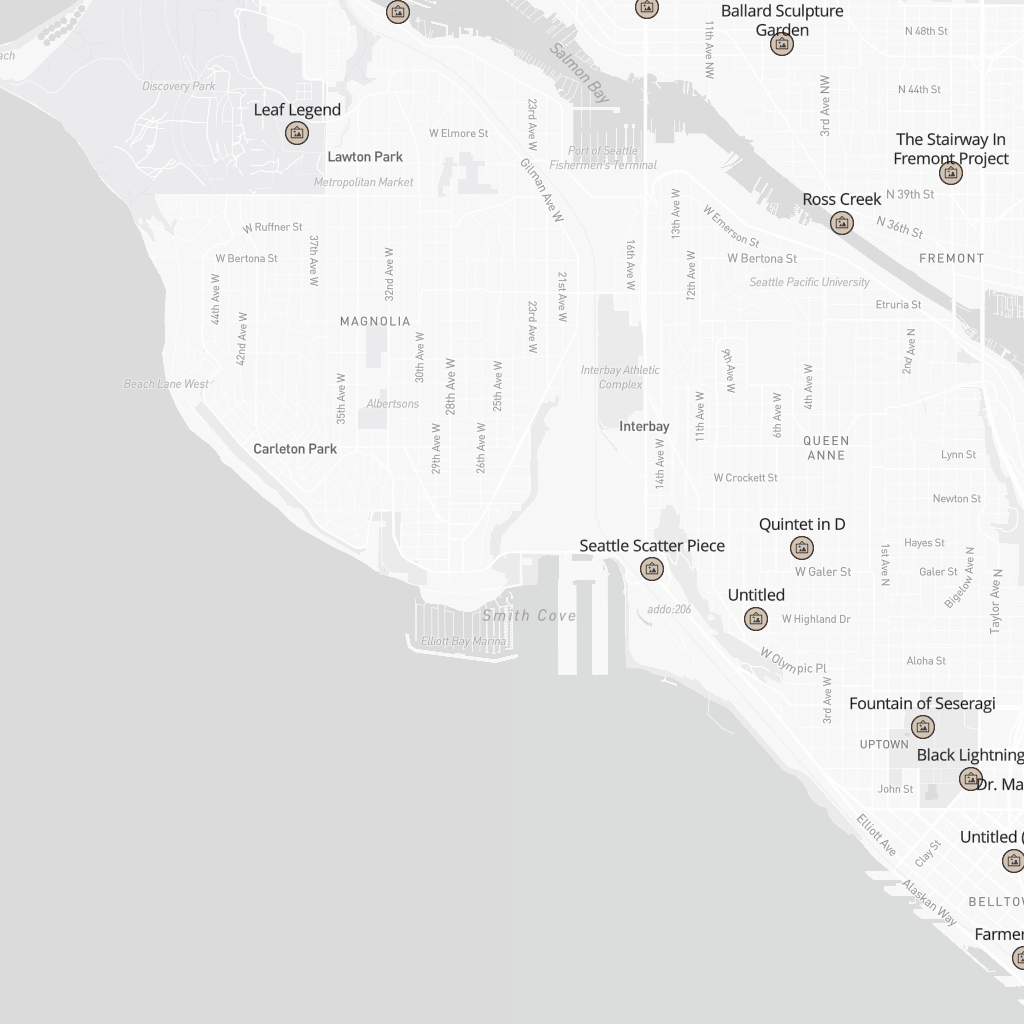 Ballard Sculpture
Garden
N 48th St
11th Ave NW
Salmon Bay
Discovery Park
N 44th St
3rd Ave NW
Leaf Legend
23rd Ave W
W Elmore St
The Stairway In
Fremont Project
Lawton Park
Port of Seattle
Fishermen's Terminal
Metropolitan Market
Gilman Ave W
N 39th St
Ross Creek
13th Ave W
W Emerson St
N 36th St
W Ruffner St
37th Ave W
W Bertona St
32nd Ave W
16th Ave W
12th Ave W
W Bertona St
FREMONT
Seattle Pacific University
44th Ave W
21st Ave W
Etruria St
MAGNOLIA
42nd Ave W
23rd Ave W
30th Ave W
2nd Ave N
Interbay Athletic
Complex
9th Ave W
Beach Lane West
35th Ave W
28th Ave W
25th Ave W
4th Ave W
Albertsons
11th Ave W
6th Ave W
Interbay
QUEEN
ANNE
Carleton Park
29th Ave W
26th Ave W
14th Ave W
Lynn St
W Crockett St
Newton St
Quintet in D
Seattle Scatter Piece
Hayes St
W Galer St
1st Ave N
Galer St
Bigelow Ave N
Taylor Ave N
Untitled
addo:206
Smith Cove
W Highland Dr
Elliott Bay Marina
W Olympic Pl
Aloha St
3rd Ave W
Fountain of Seseragi
UPTOWN
Black Lightning
John St
Dr. Ma
Elliott Ave
Untitled (
Clay St
Alaskan Way
BELLTOW
Farmer